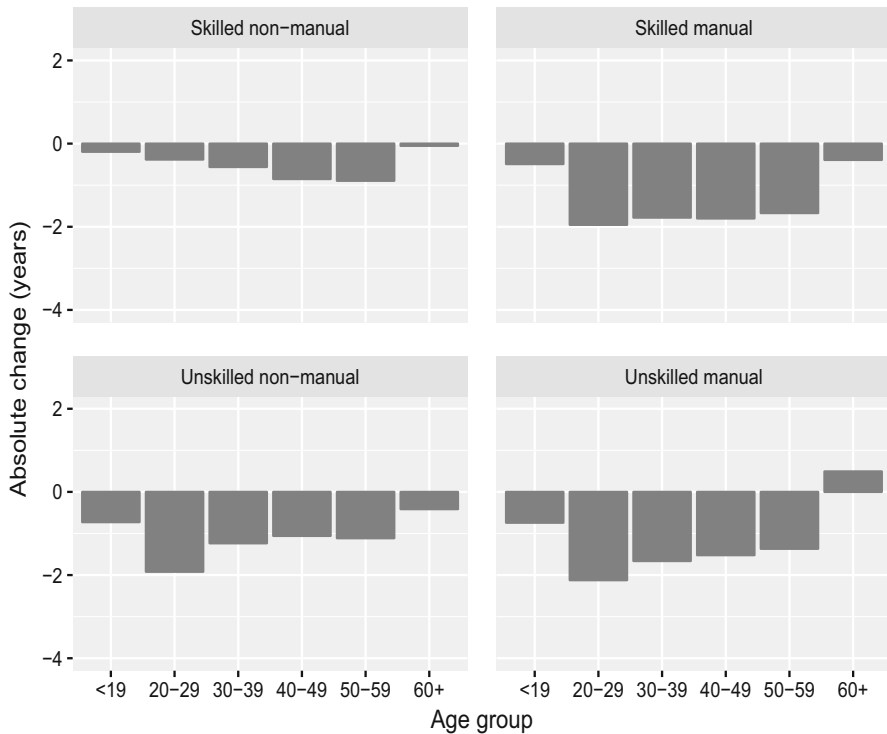 Skilled non−manual
Skilled manual
2
0
−2
−4
Absolute change (years)
Unskilled non−manual
Unskilled manual
2
0
−2
−4
<19 20−29 30−39 40−49 50−59 60+
<19 20−29 30−39 40−49 50−59 60+
Age group